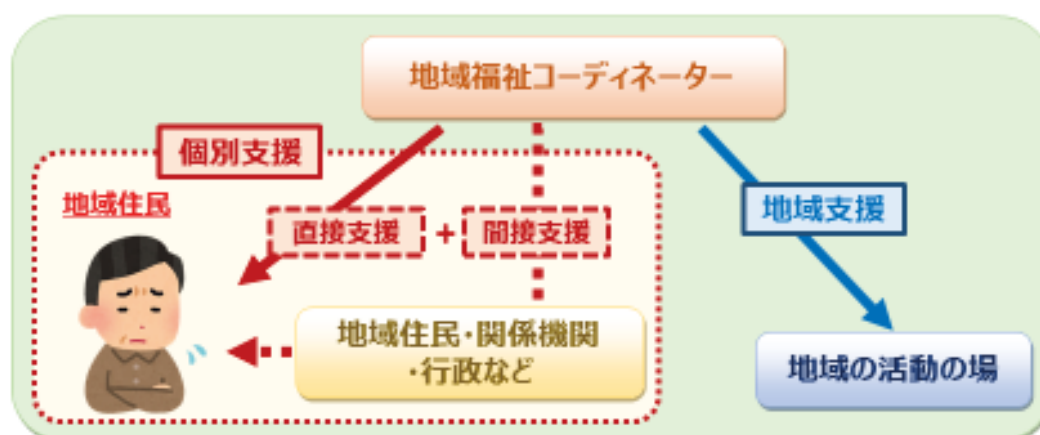 地域福祉コーディネーター
個別支援
地域住民
直接支援
+
間接支援
地域支援
地域住民・関係機関
・行政など
地域の活動の場